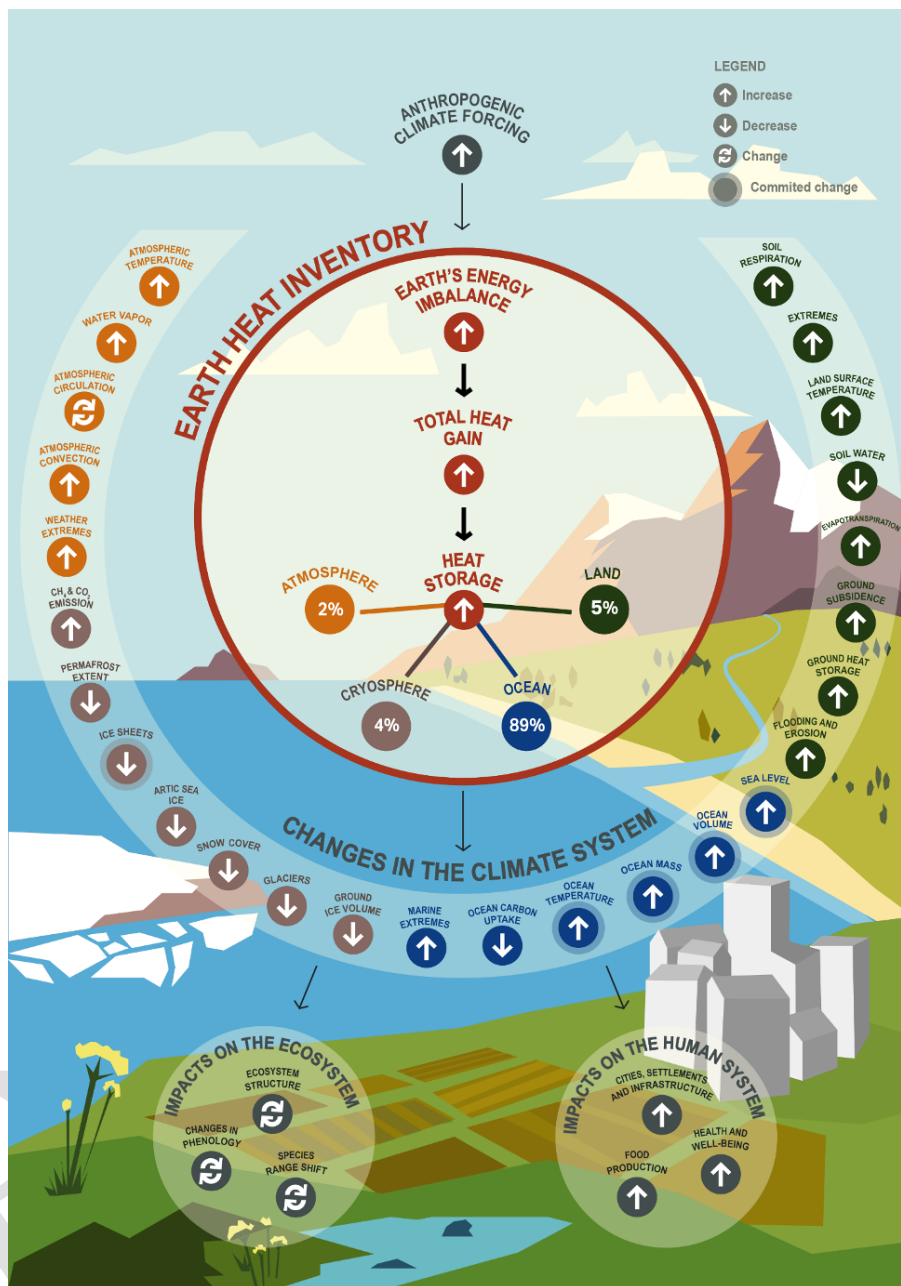 LEGEND
Increase
Decrease
Change
Commited change
ANTHROPOGENIC
CLIMATE FORCING
EARTH HEAT INVENTORY
EARTH'S ENERGY
IMBALANCE
TOTAL HEAT
GAIN
HEAT
STORAGE
ATMOSPHERE
2%
LAND
5%
CRYOSPHERE
4%
OCEAN
89%
CHANGES IN THE CLIMATE SYSTEM
ATMOSPHERIC
TEMPERATURE
WATER VAPOR
ATMOSPHERIC
CIRCULATION
ATMOSPHERIC
CONVECTION
WEATHER
EXTREMES
CH₄ & CO₂
EMISSION
PERMAFROST
EXTENT
ICE SHEETS
ARTIC SEA
ICE
SNOW COVER
GLACIERS
GROUND
ICE VOLUME
MARINE
EXTREMES
OCEAN CARBON
UPTAKE
OCEAN
TEMPERATURE
OCEAN MASS
OCEAN
VOLUME
SEA LEVEL
FLOODING AND
EROSION
GROUND HEAT
STORAGE
GROUND
SUBSIDENCE
EVAPOTRANSPIRATION
SOIL WATER
LAND SURFACE
TEMPERATURE
EXTREMES
SOIL
RESPIRATION
IMPACTS ON THE ECOSYSTEM
ECOSYSTEM
STRUCTURE
CHANGES IN
PHENOLOGY
SPECIES
RANGE SHIFT
IMPACTS ON THE HUMAN SYSTEM
CITIES, SETTLEMENTS
AND INFRASTRUCTURE
HEALTH AND
WELL-BEING
FOOD
PRODUCTION